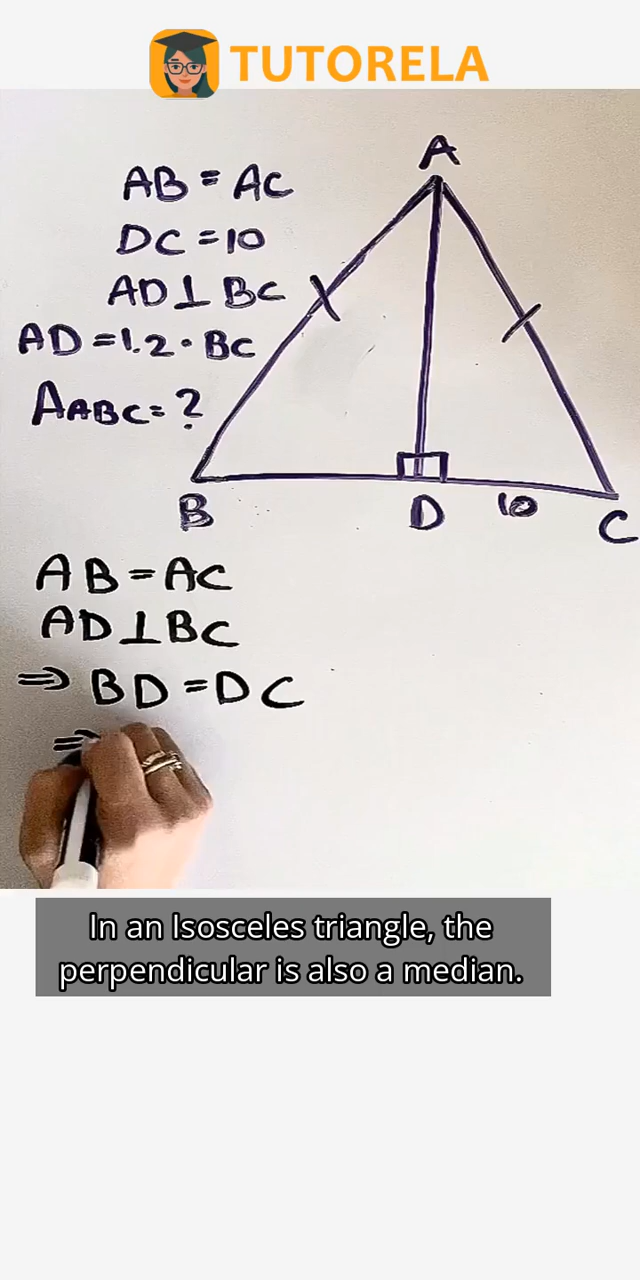 TUTORELA
A
AB = AC
DC = 10
AD ⊥ BC
AD = 1.2 · BC
AABC = ?
B D 10 C
AB = AC
AD ⊥ BC
⇒ BD = DC
⇒
In an Isosceles triangle, the
perpendicular is also a median.